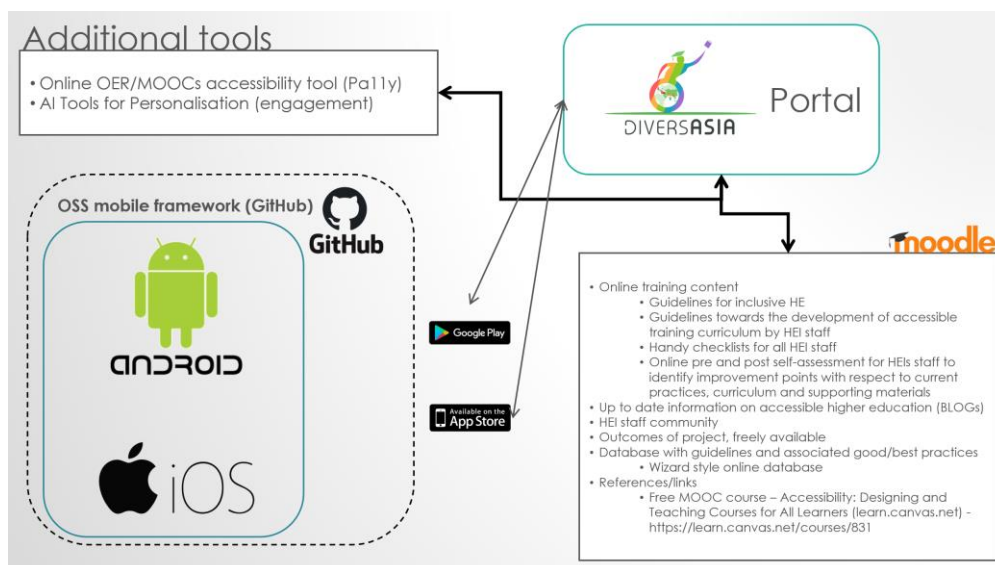 Additional tools
• Online OER/MOOCs accessibility tool (Pa11y)
• AI Tools for Personalisation (engagement)
DIVERSASIA
Portal
OSS mobile framework (GitHub)
GitHub
ANDROID
iOS
Google Play
Available on the
App Store
moodle
• Online training content
• Guidelines for inclusive HE
• Guidelines towards the development of accessible
training curriculum by HEI staff
• Handy checklists for all HEI staff
• Online pre and post self-assessment for HEIs staff to
identify improvement points with respect to current
practices, curriculum and supporting materials
• Up to date information on accessible higher education (BLOGs)
• HEI staff community
• Outcomes of project, freely available
• Database with guidelines and associated good/best practices
• Wizard style online database
• References/links
• Free MOOC course – Accessibility: Designing and
Teaching Courses for All Learners (learn.canvas.net) -
https://learn.canvas.net/courses/831